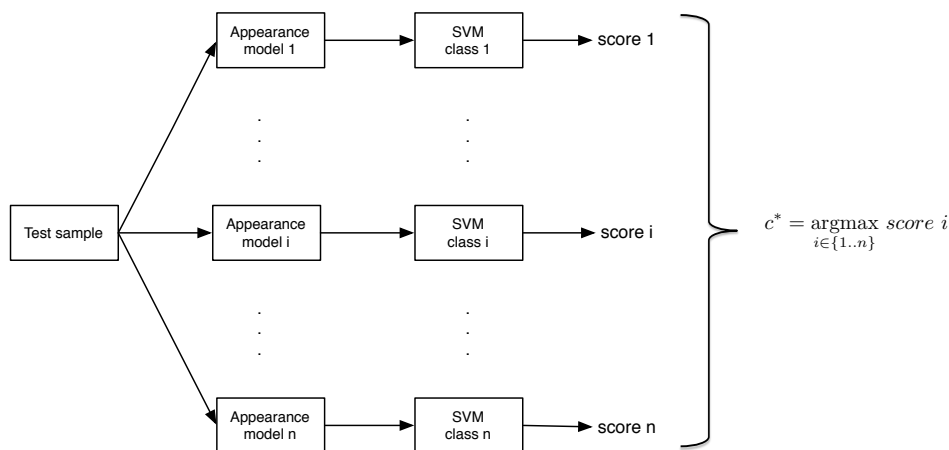 Appearance
model 1
SVM
class 1
score 1
Test sample
Appearance
model i
SVM
class i
score i
c* = argmax score i
i∈{1..n}
Appearance
model n
SVM
class n
score n